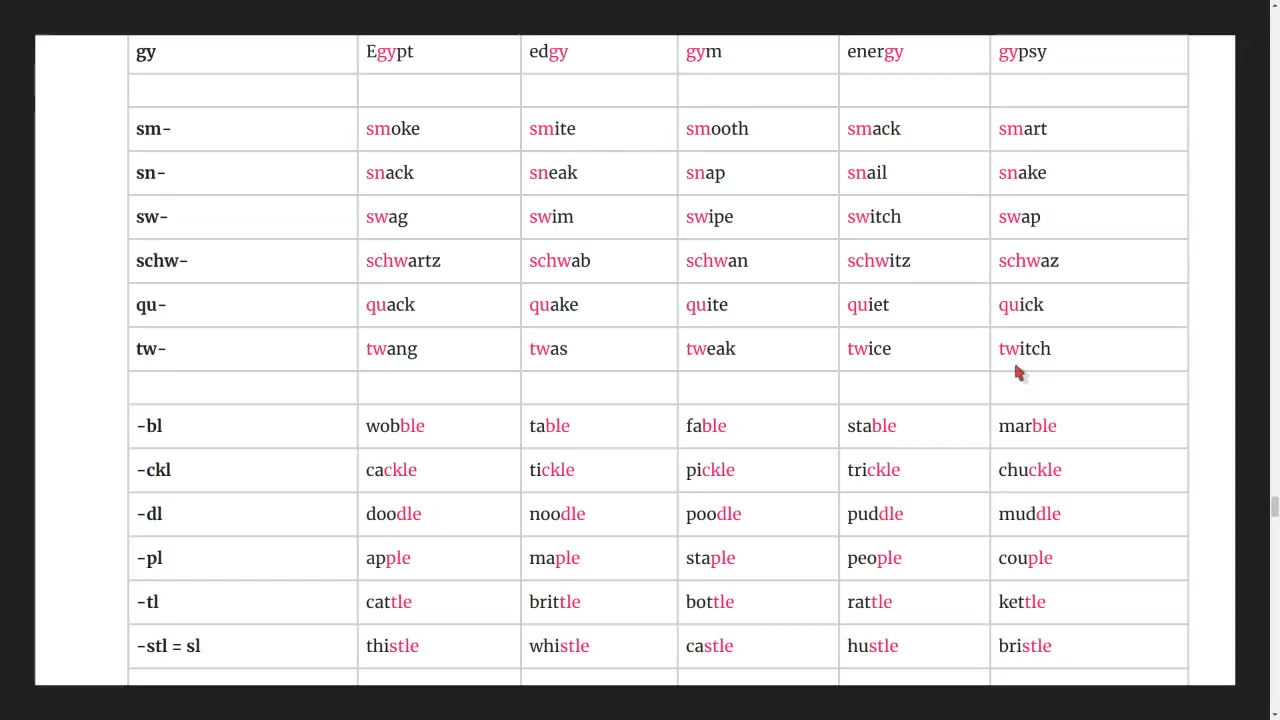 gy Egypt edgy gym energy gypsy
sm- smoke smite smooth smack smart
sn- snack sneak snap snail snake
sw- swag swim swipe switch swap
schw- schwartz schwab schwan schwitz schwaz
qu- quack quake quite quiet quick
tw- twang twas tweak twice twitch
-bl wobble table fable stable marble
-ckl cackle tickle pickle trickle chuckle
-dl doodle noodle poodle puddle muddle
-pl apple maple staple people couple
-tl cattle brittle bottle rattle kettle
-stl = sl thistle whistle castle hustle bristle